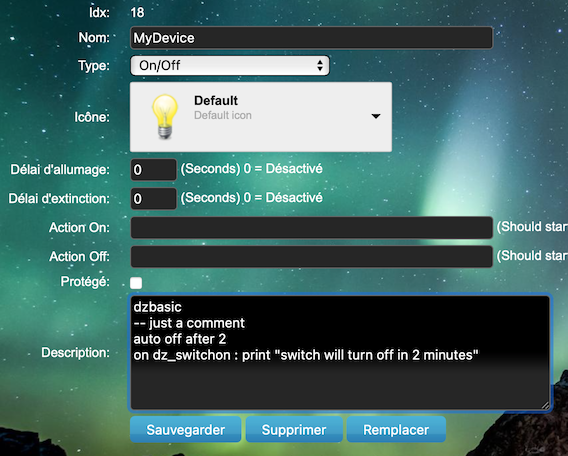 Idx: 18
Nom: MyDevice
Type: On/Off
Icône: Default
Default icon
Délai d'allumage: 0 (Seconds) 0 = Désactivé
Délai d'extinction: 0 (Seconds) 0 = Désactivé
Action On: (Should star
Action Off: (Should star
Protégé:
Description: dzbasic
-- just a comment
auto off after 2
on dz_switchon : print "switch will turn off in 2 minutes"
Sauvegarder Supprimer Remplacer